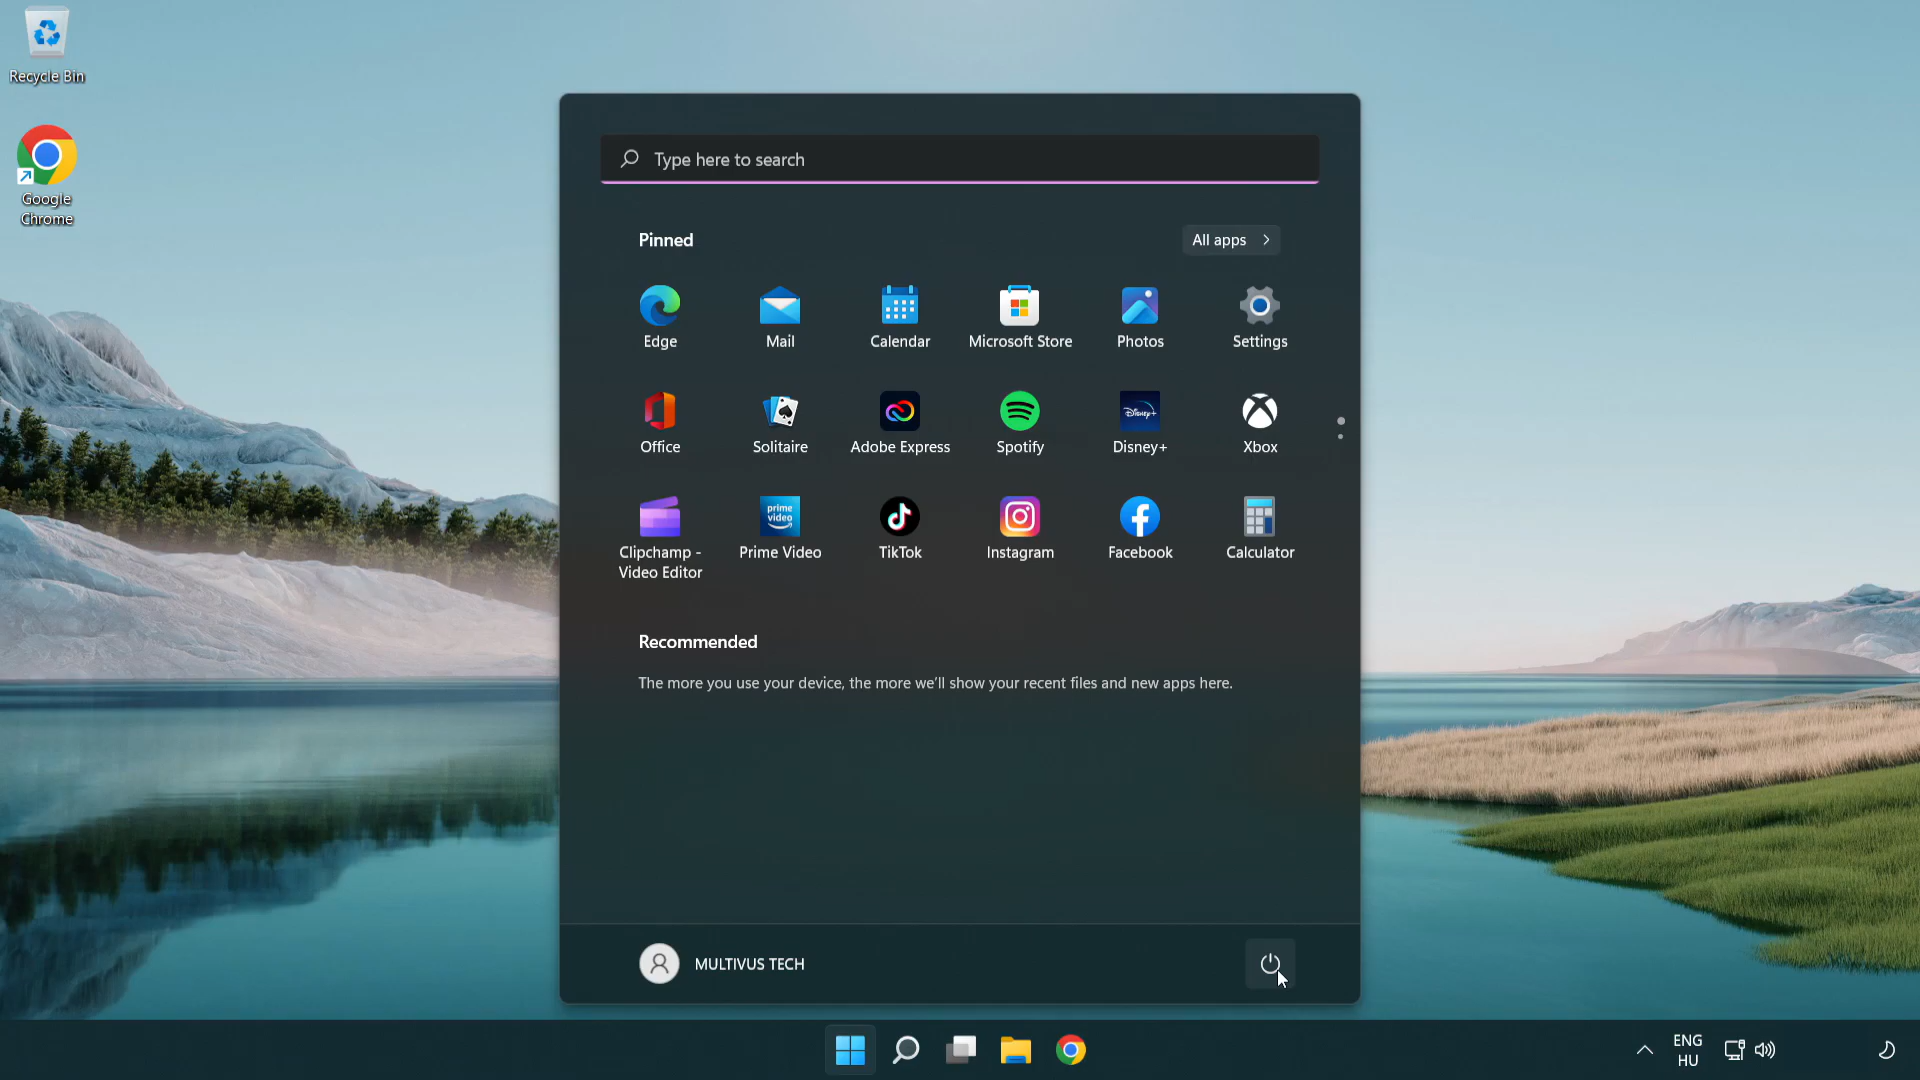 Recycle Bin
Google
Chrome
Type here to search
Pinned
All apps
Edge
Mail
Calendar
Microsoft Store
Photos
Settings
Office
Solitaire
Adobe Express
Spotify
Disney+
Disney+
Xbox
Clipchamp -
Video Editor
prime
video
Prime Video
TikTok
Instagram
Facebook
Calculator
Recommended
The more you use your device, the more we’ll show your recent files and new apps here.
MULTIVUS TECH
ENG
HU